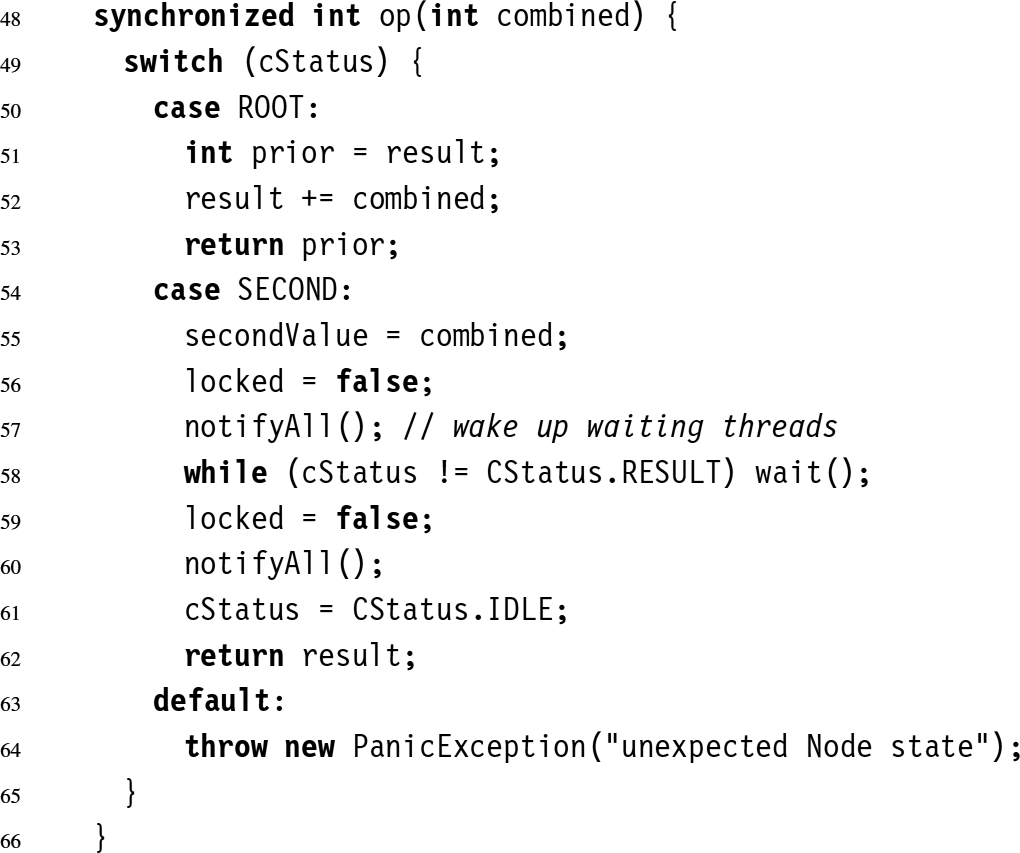 48 synchronized int op(int combined) {
49 switch (cStatus) {
50 case ROOT:
51 int prior = result;
52 result += combined;
53 return prior;
54 case SECOND:
55 secondValue = combined;
56 locked = false;
57 notifyAll(); // wake up waiting threads
58 while (cStatus != CStatus.RESULT) wait();
59 locked = false;
60 notifyAll();
61 cStatus = CStatus.IDLE;
62 return result;
63 default:
64 throw new PanicException("unexpected Node state");
65 }
66 }